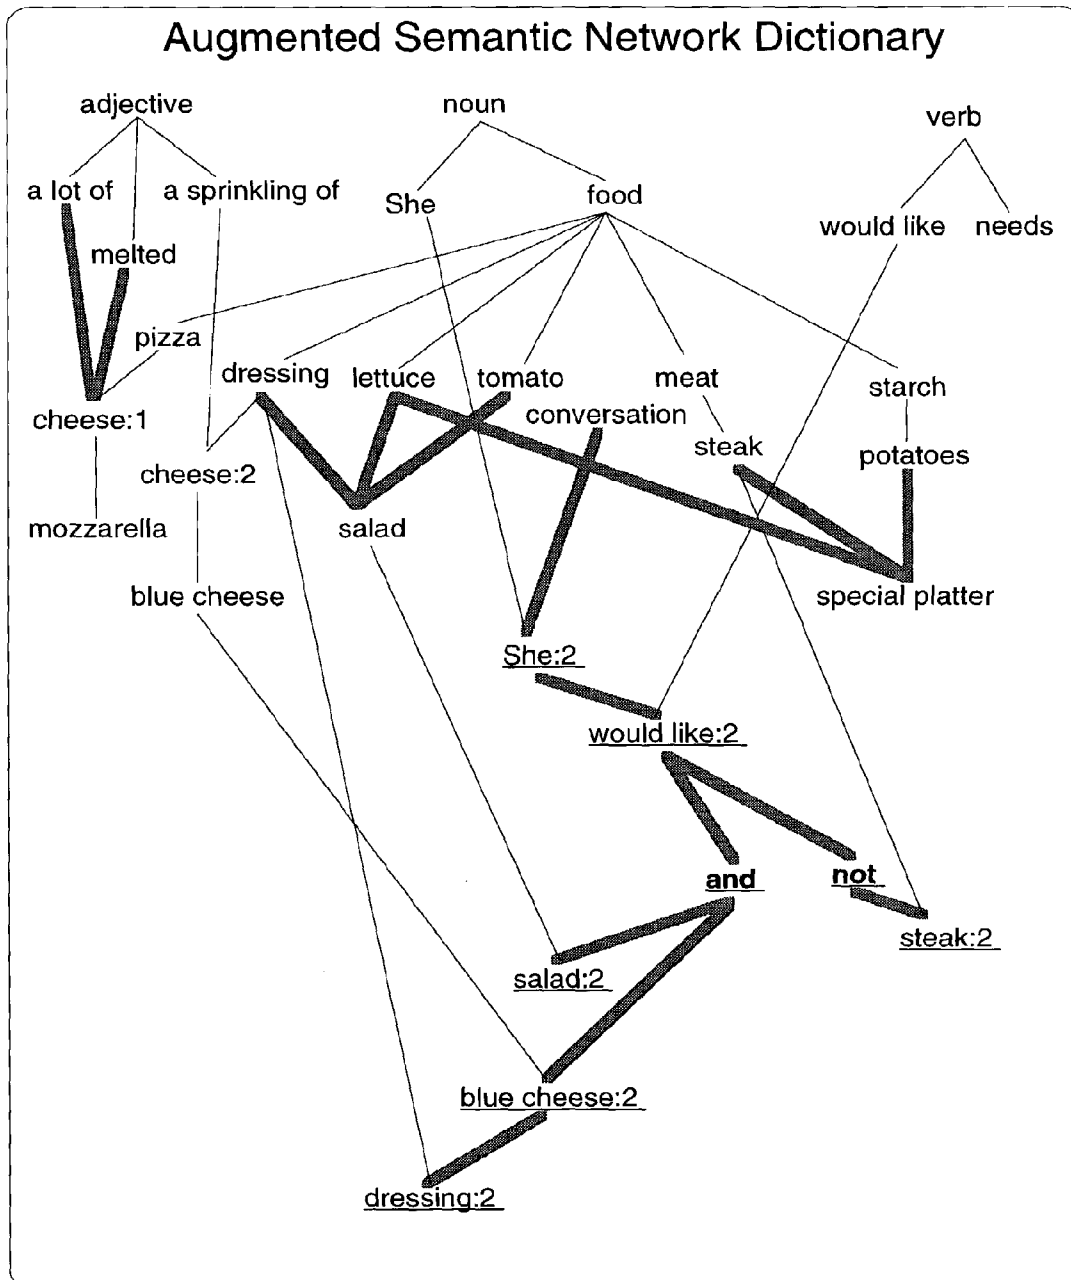 Augmented Semantic Network Dictionary
adjective
noun
verb
a lot of
a sprinkling of
She
food
would like
needs
melted
pizza
dressing
lettuce
tomato
meat
starch
cheese:1
conversation
steak
potatoes
cheese:2
mozzarella
salad
blue cheese
special platter
She:2
would like:2
and
not
steak:2
salad:2
blue cheese:2
dressing:2